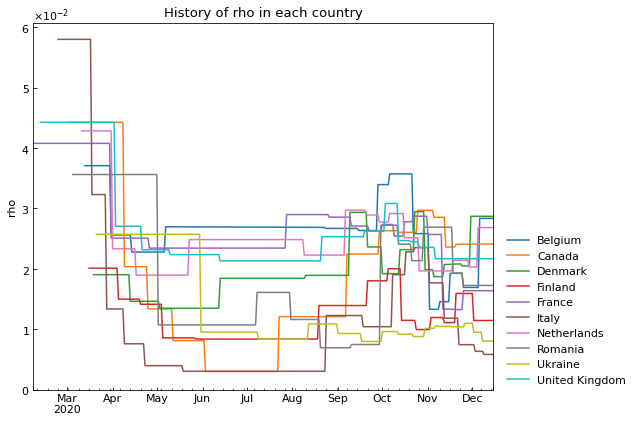 History of rho in each country
×10⁻²
6
5
4
3
2
1
0
rho
Mar Apr May Jun Jul Aug Sep Oct Nov Dec
2020
Belgium
Canada
Denmark
Finland
France
Italy
Netherlands
Romania
Ukraine
United Kingdom